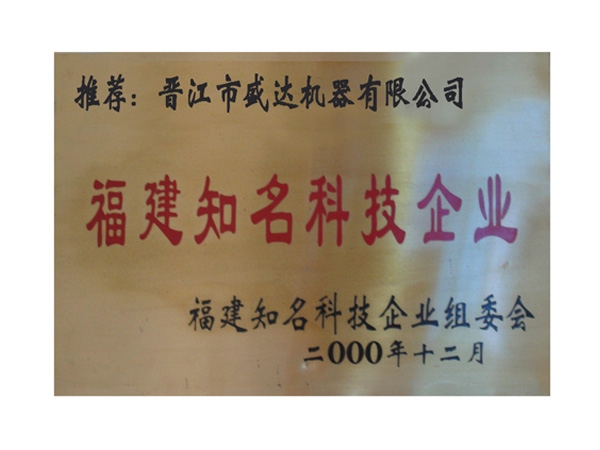 推荐：晋江市盛达机器有限公司
福建知名科技企业
福建知名科技企业组委会
二000年十二月